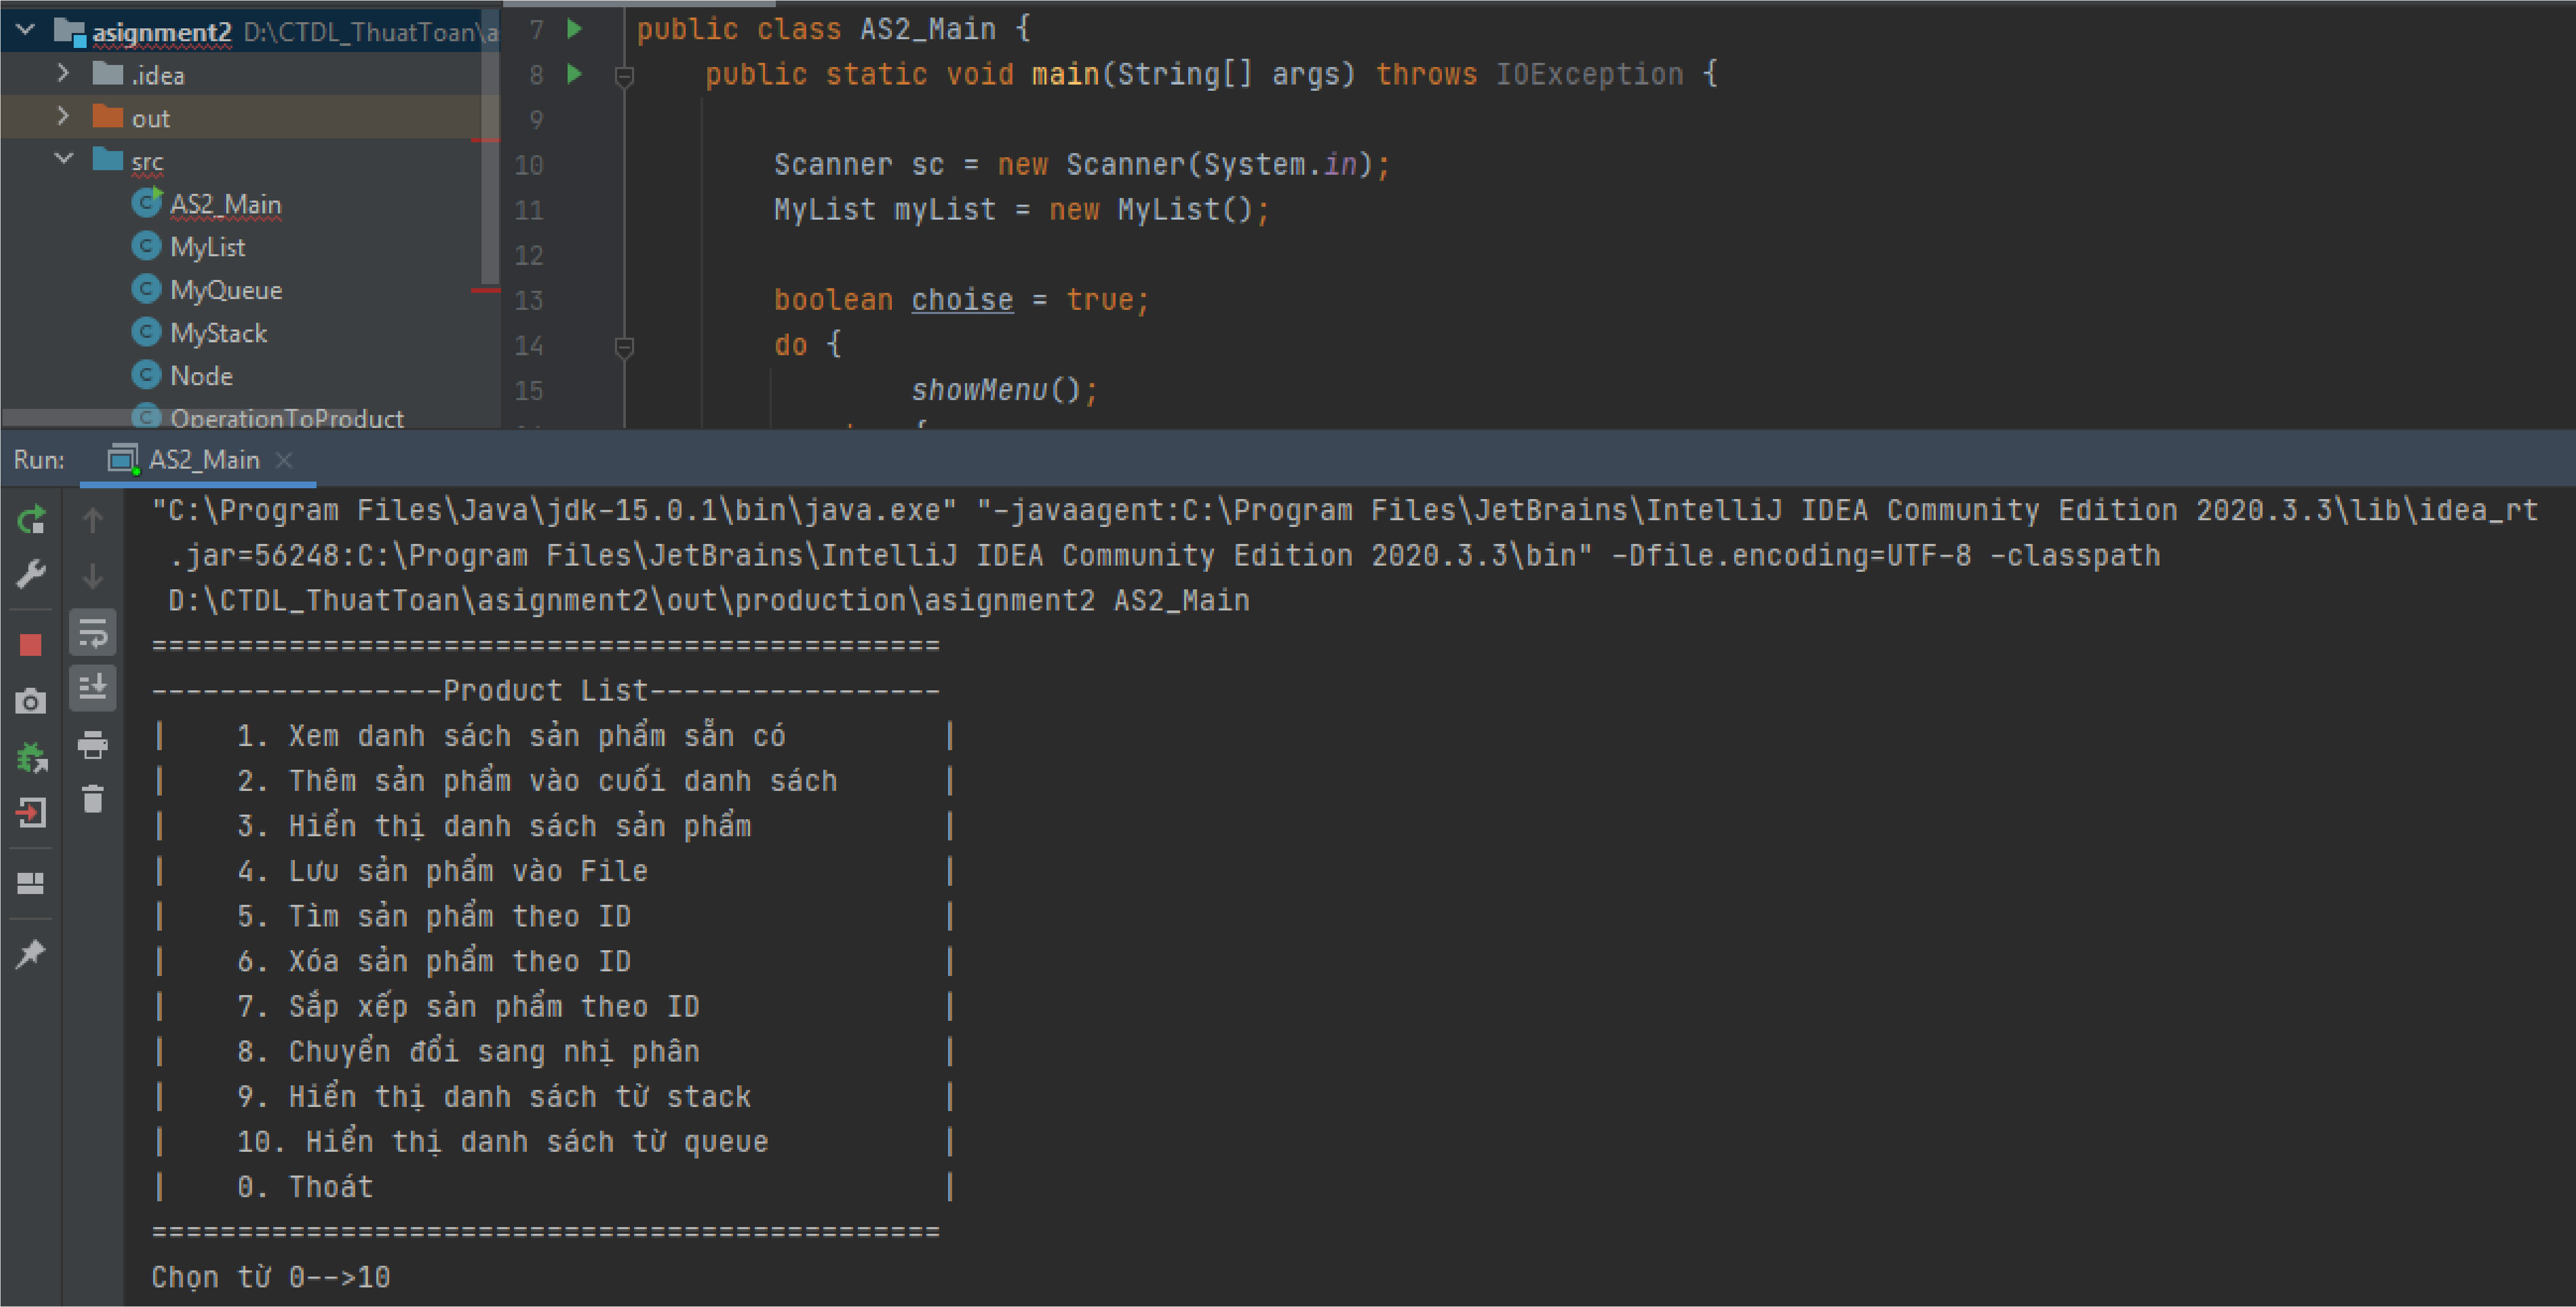 asignment2 D:\CTDL_ThuatToan\as
.idea
out
src
AS2_Main
MyList
MyQueue
MyStack
Node
OperationToProduct
7 public class AS2_Main {
8 public static void main(String[] args) throws IOException {
9
10 Scanner sc = new Scanner(System.in);
11 MyList myList = new MyList();
12
13 boolean choise = true;
14 do {
15 showMenu();
Run: AS2_Main
"C:\Program Files\Java\jdk-15.0.1\bin\java.exe" "-javaagent:C:\Program Files\JetBrains\IntelliJ IDEA Community Edition 2020.3.3\lib\idea_rt
.jar=56248:C:\Program Files\JetBrains\IntelliJ IDEA Community Edition 2020.3.3\bin" -Dfile.encoding=UTF-8 -classpath
D:\CTDL_ThuatToan\asignment2\out\production\asignment2 AS2_Main
==============================================
-----------------Product List-----------------
| 1. Xem danh sách sản phẩm sẵn có |
| 2. Thêm sản phẩm vào cuối danh sách |
| 3. Hiển thị danh sách sản phẩm |
| 4. Lưu sản phẩm vào File |
| 5. Tìm sản phẩm theo ID |
| 6. Xóa sản phẩm theo ID |
| 7. Sắp xếp sản phẩm theo ID |
| 8. Chuyển đổi sang nhị phân |
| 9. Hiển thị danh sách từ stack |
| 10. Hiển thị danh sách từ queue |
| 0. Thoát |
==============================================
Chọn từ 0-->10